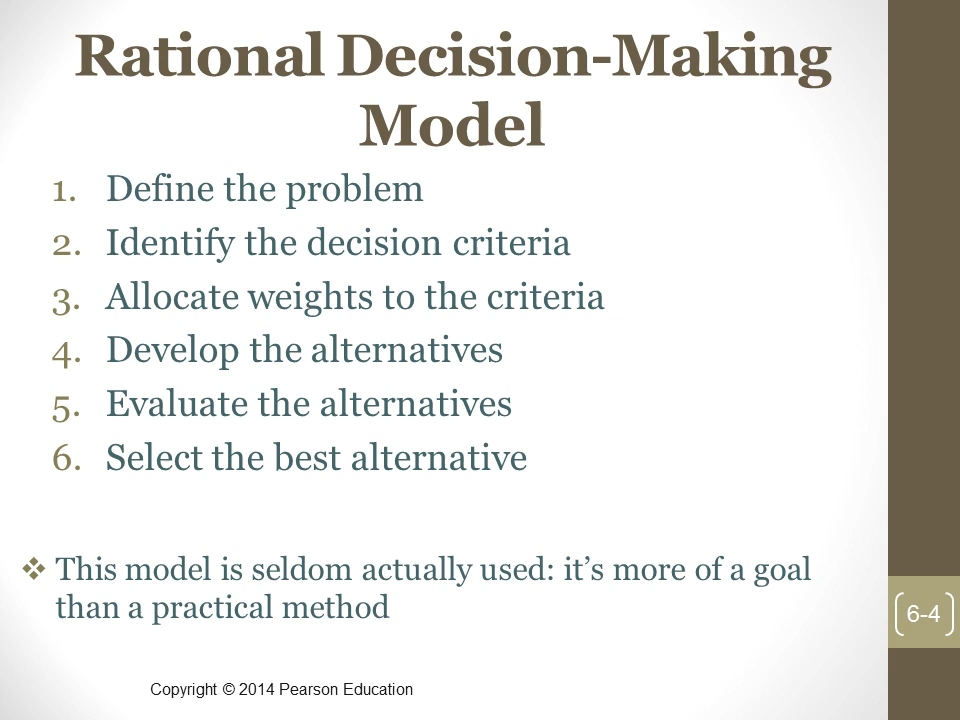 Rational Decision-Making
Model
1. Define the problem
2. Identify the decision criteria
3. Allocate weights to the criteria
4. Develop the alternatives
5. Evaluate the alternatives
6. Select the best alternative
❖ This model is seldom actually used: it’s more of a goal
than a practical method
6-4
Copyright © 2014 Pearson Education